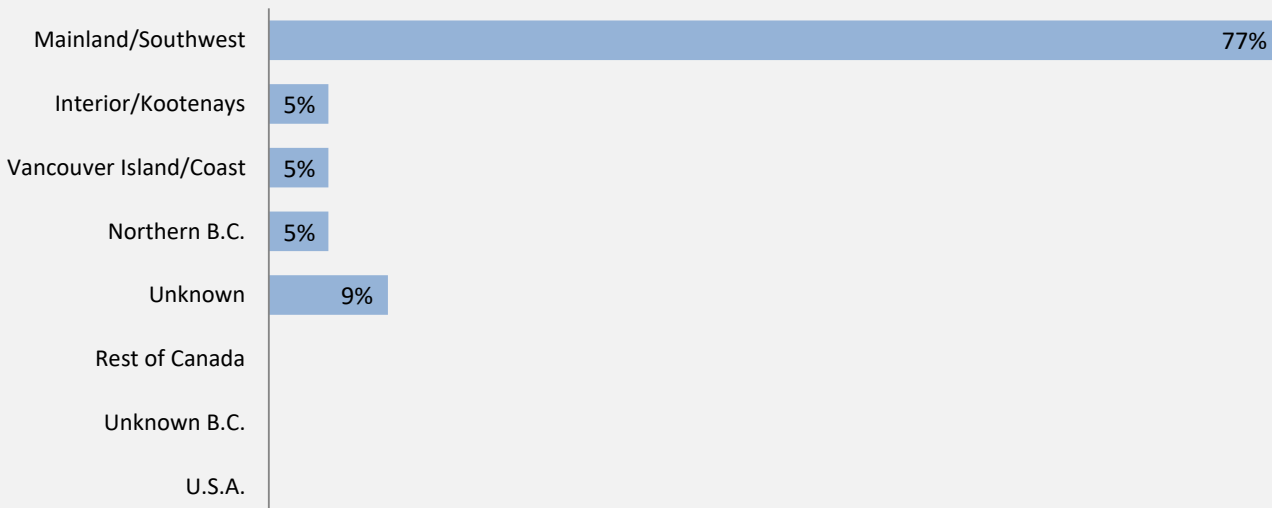 Mainland/Southwest 77%
Interior/Kootenays 5%
Vancouver Island/Coast 5%
Northern B.C. 5%
Unknown 9%
Rest of Canada
Unknown B.C.
U.S.A.